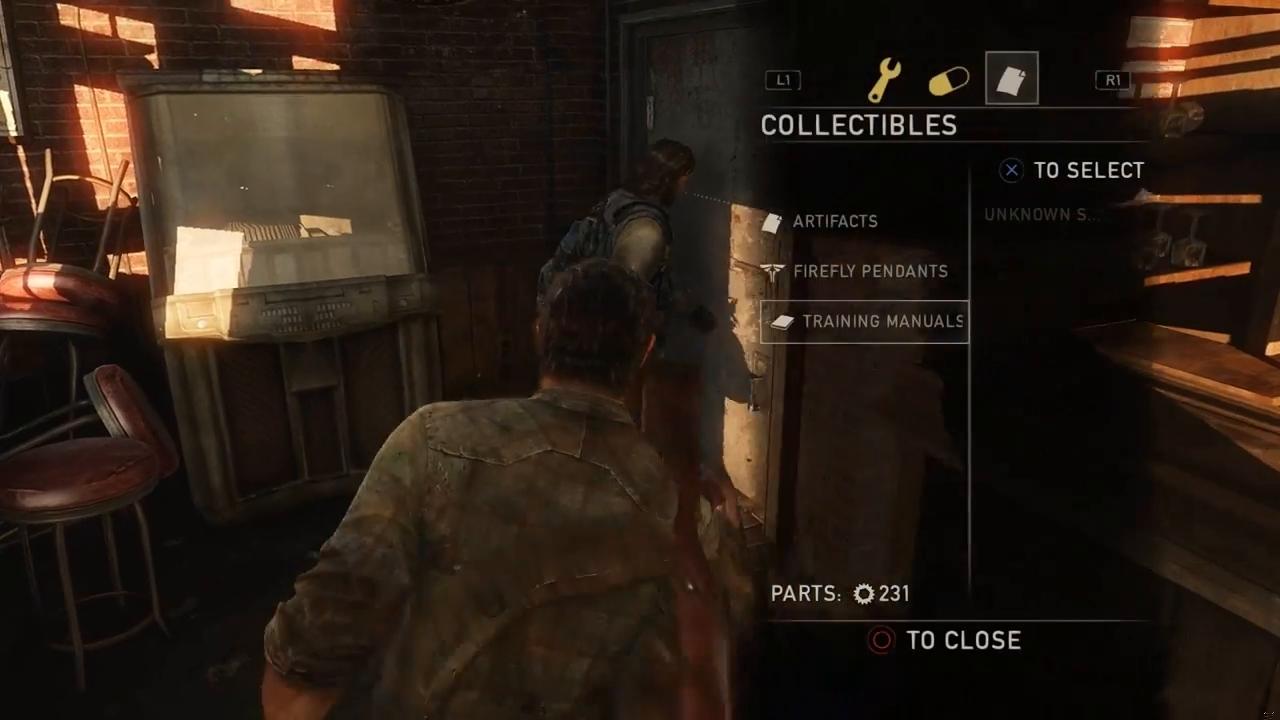 L1
R1
COLLECTIBLES
TO SELECT
UNKNOWN S...
ARTIFACTS
FIREFLY PENDANTS
TRAINING MANUALS
PARTS: 231
TO CLOSE